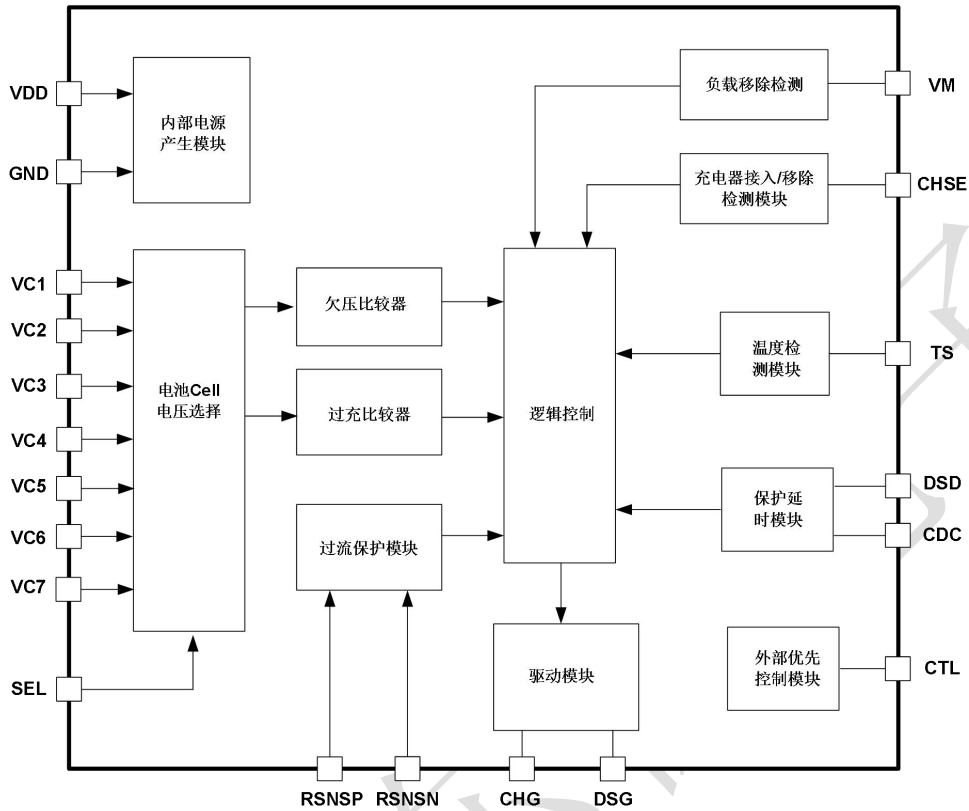 VDD
GND
内部电源
产生模块
负载移除检测
VM
充电器接入/移除
检测模块
CHSE
VC1
VC2
VC3
VC4
VC5
VC6
VC7
SEL
电池Cell
电压选择
欠压比较器
过充比较器
过流保护模块
逻辑控制
温度检
测模块
TS
保护延
时模块
DSD
CDC
驱动模块
外部优先
控制模块
CTL
RSNSP
RSNSN
CHG
DSG